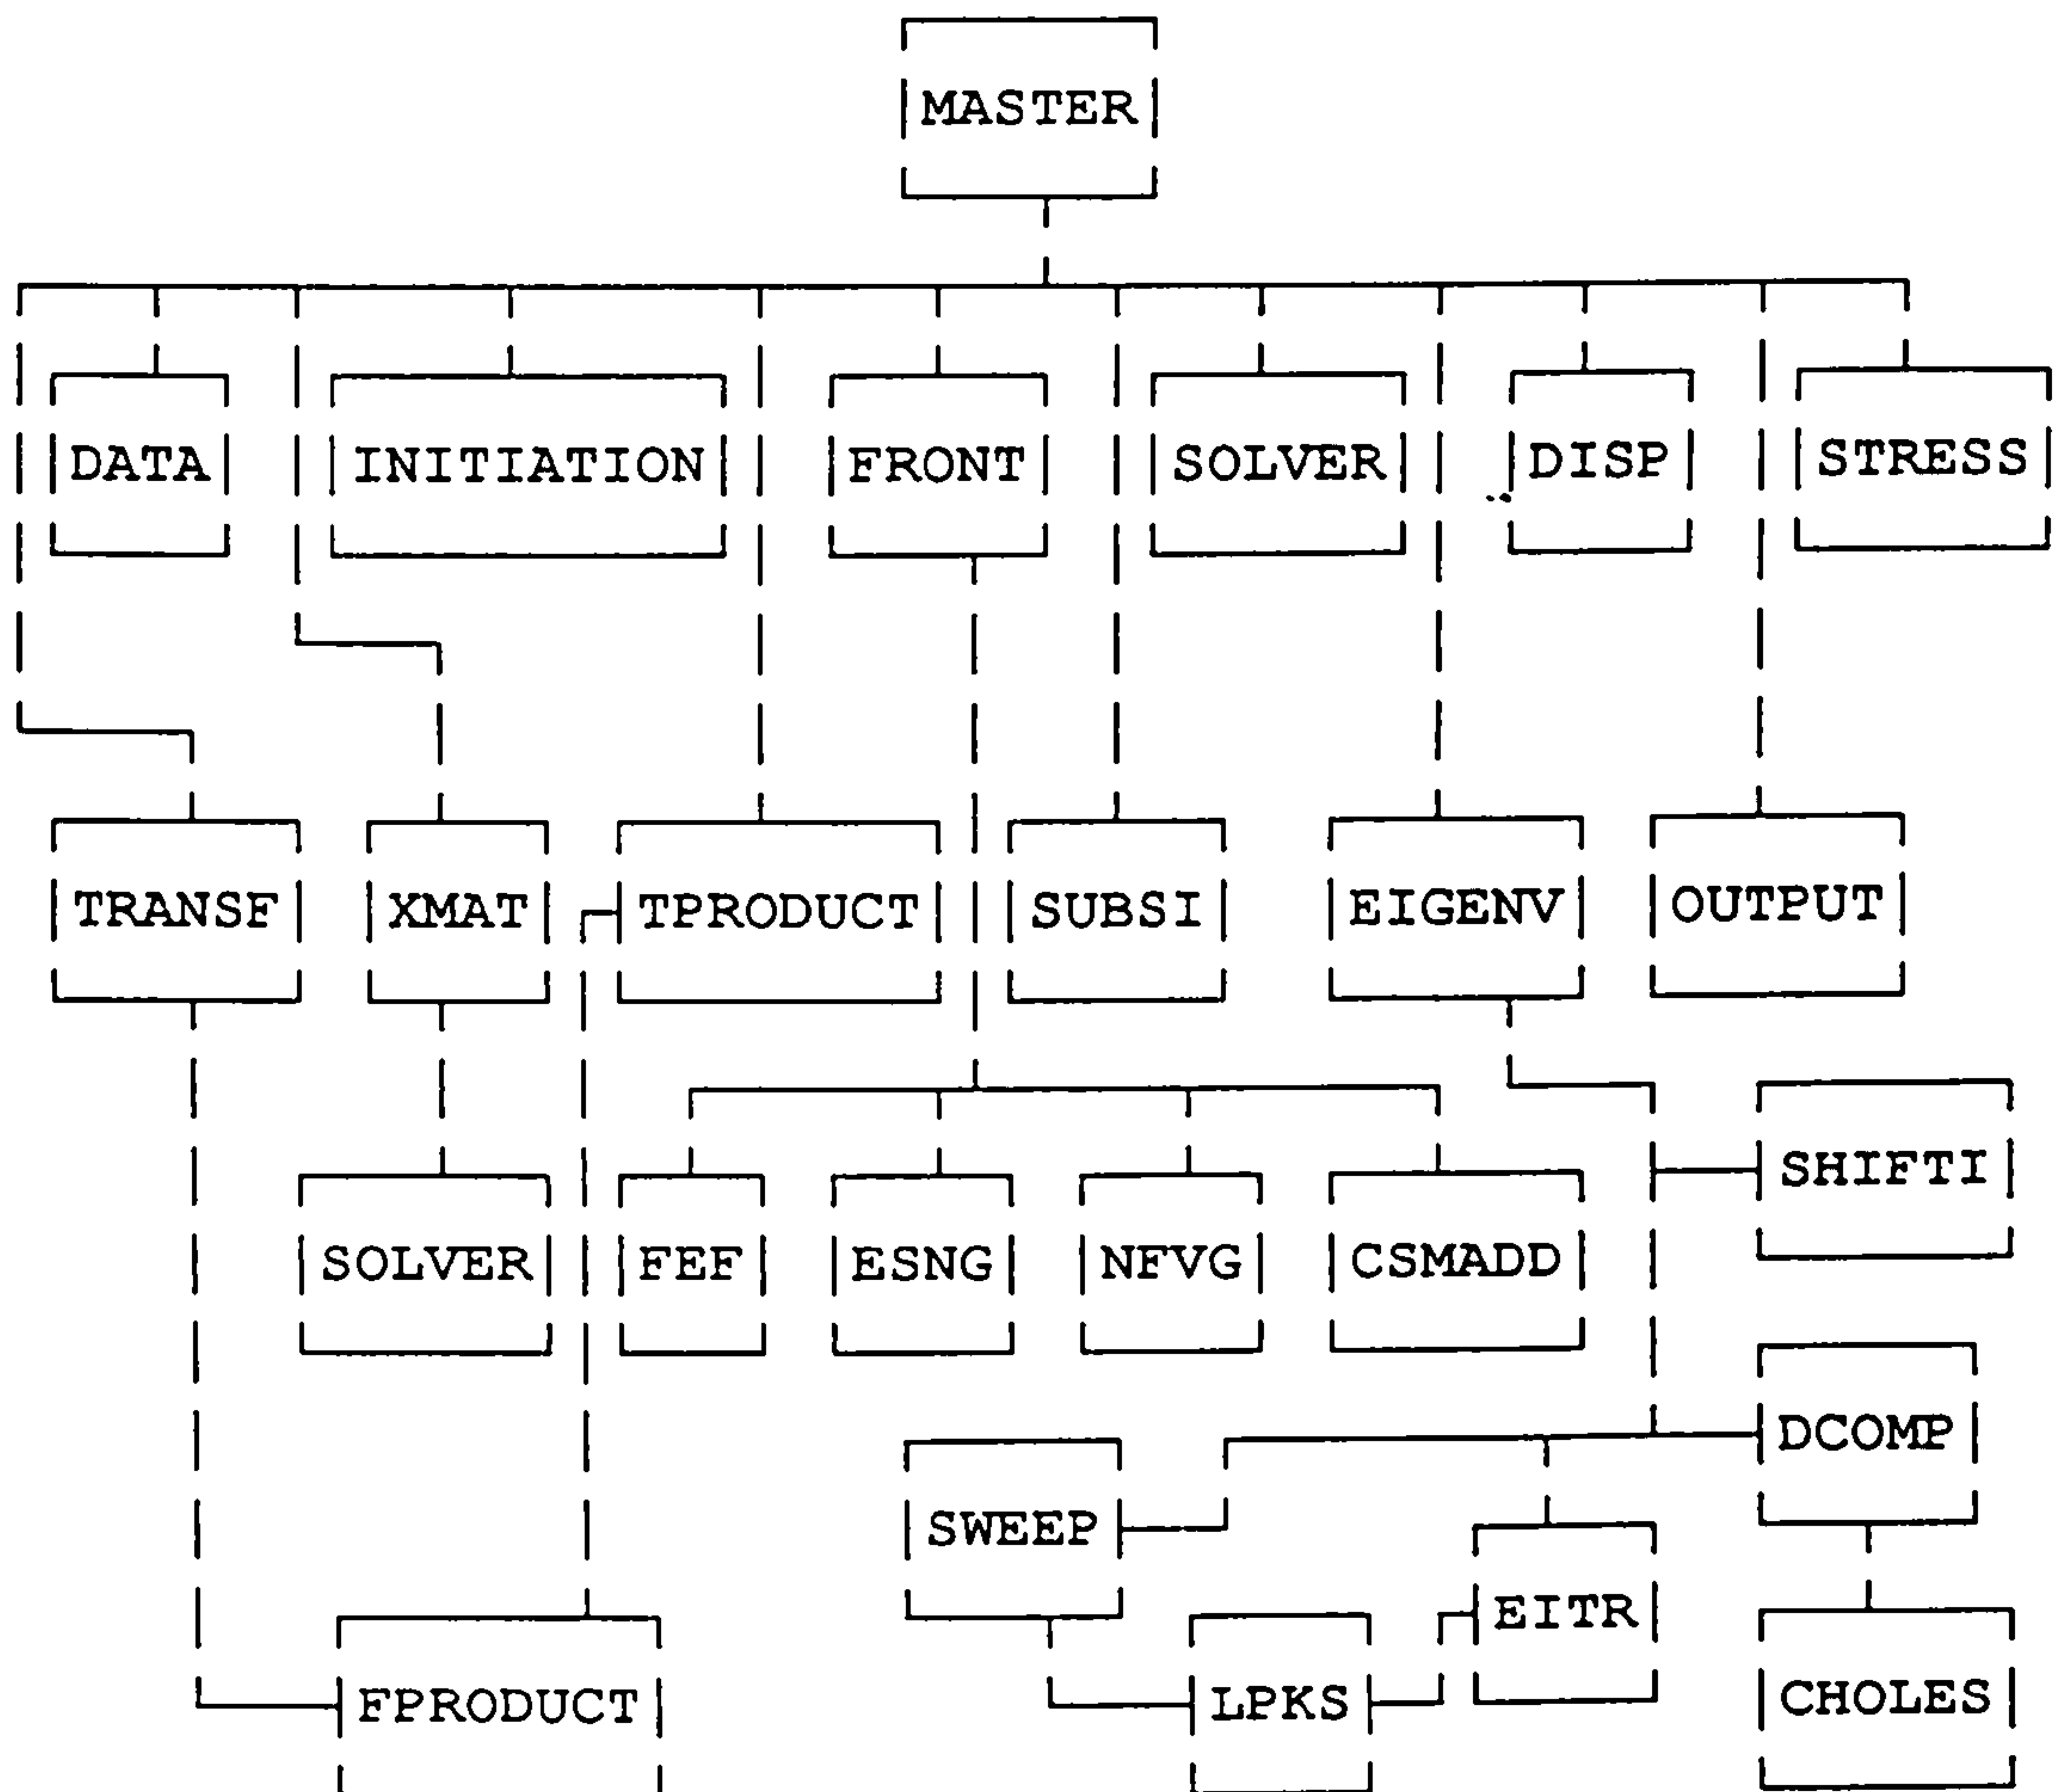 MASTER
DATA INITIATION FRONT SOLVER DISP STRESS
TRANSF XMAT TPRODUCT SUBSI EIGENV OUTPUT
SHIFTI
SOLVER FEF ESNG NFVG CSMADD
DCOMP
SWEEP
EITR
FPRODUCT LPKS CHOLES